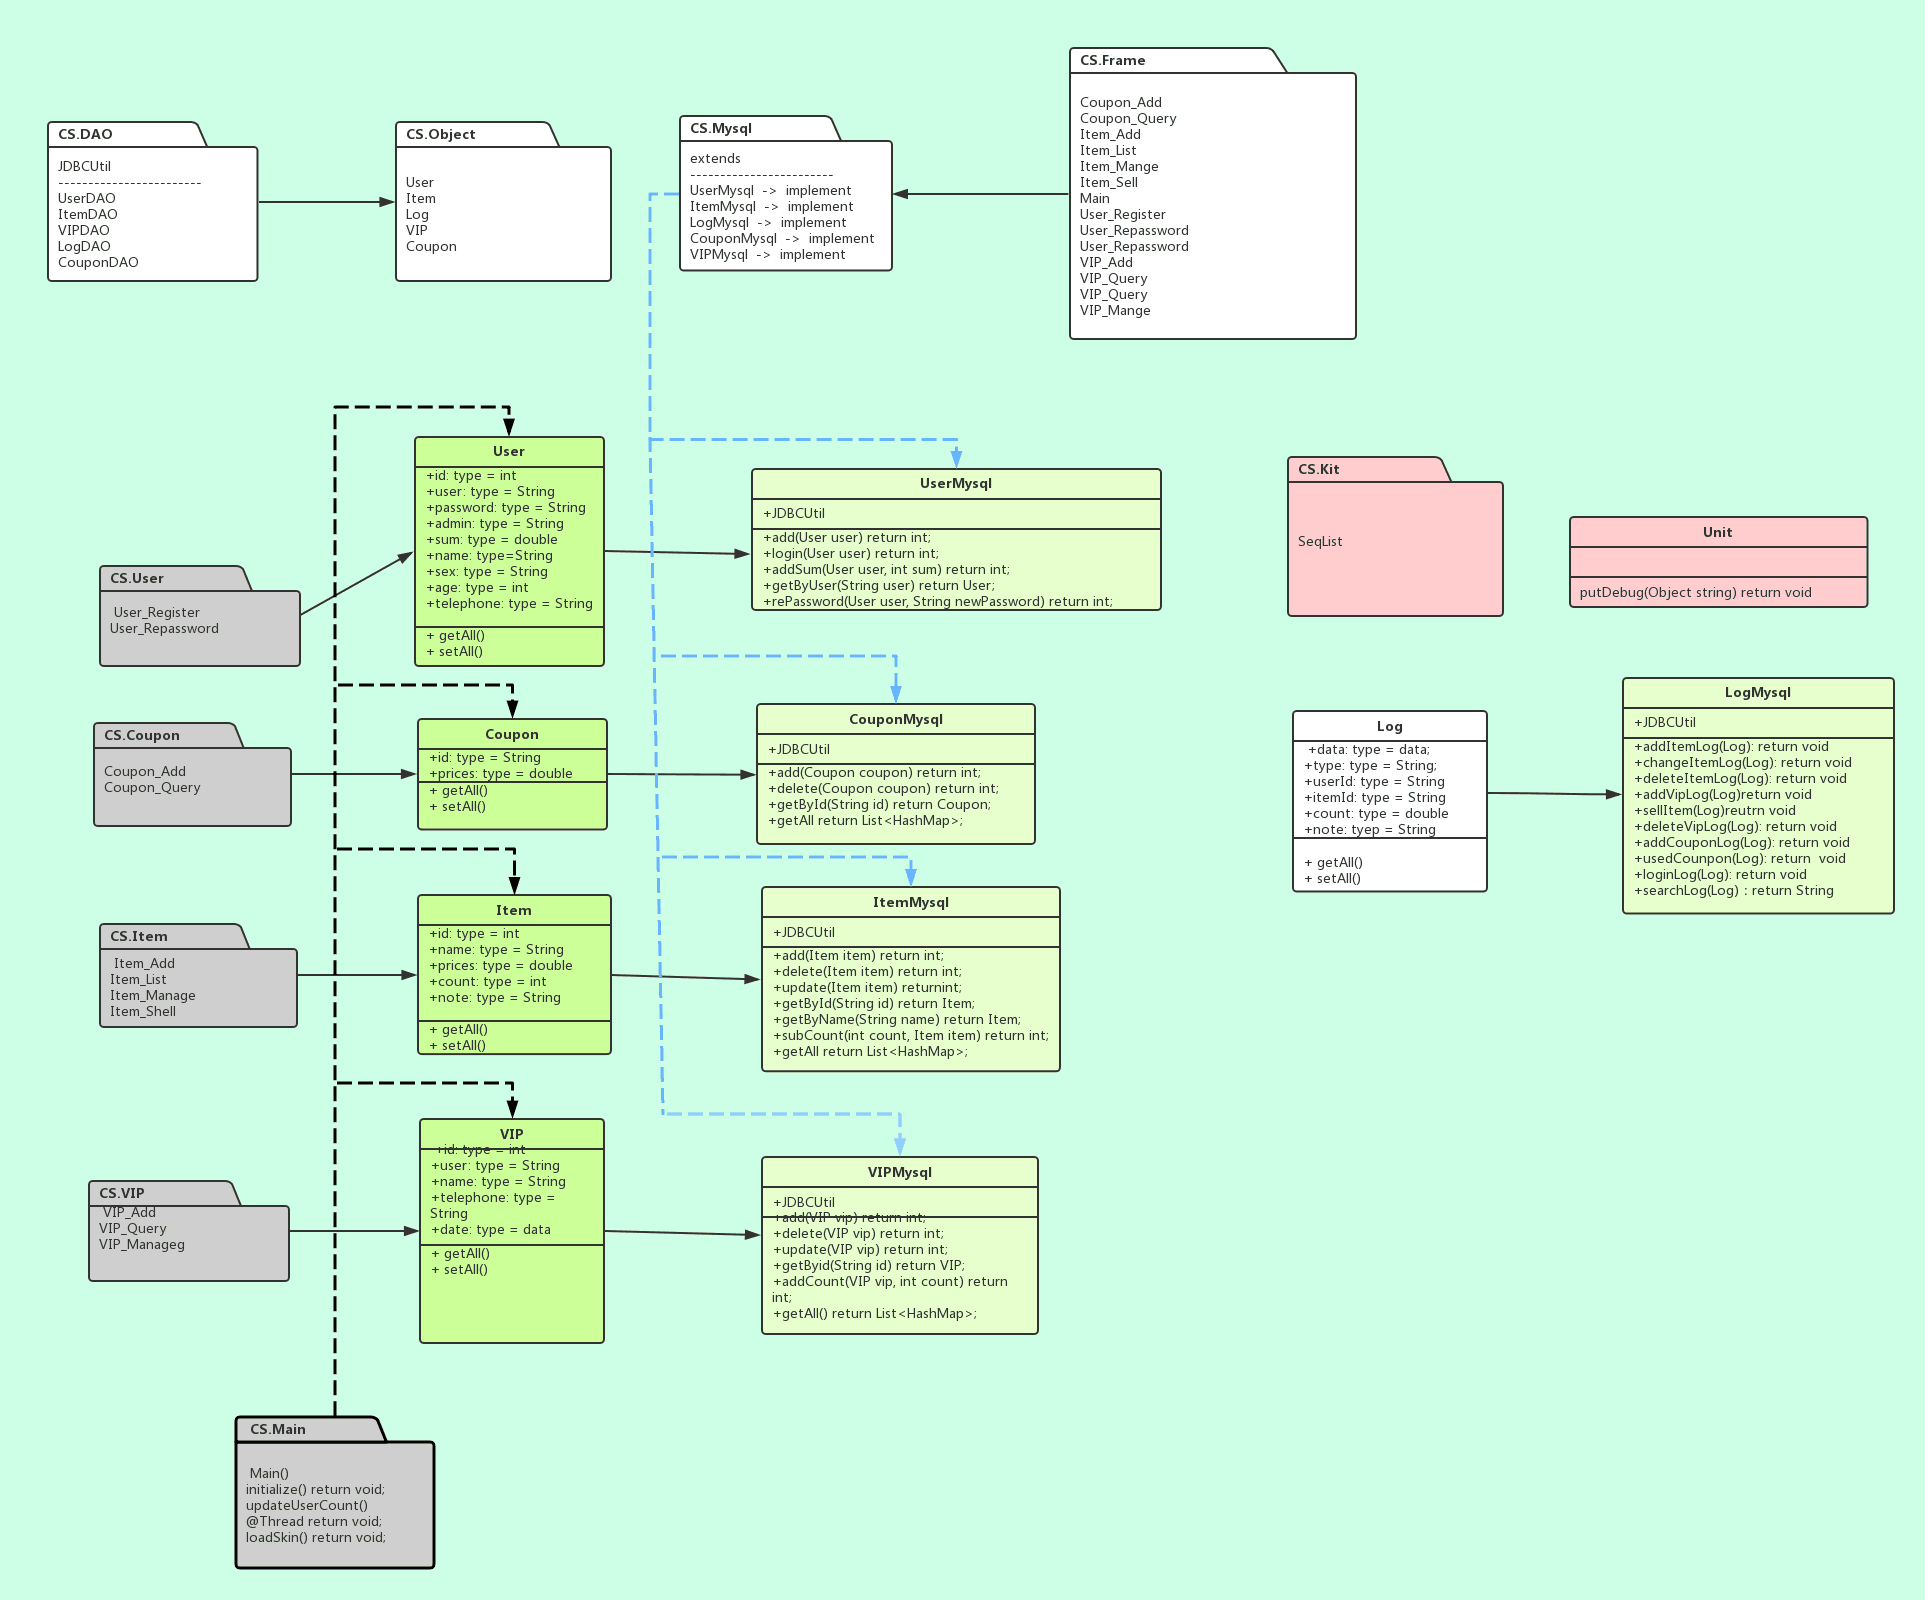 CS.DAO
JDBCUtil
------------------------
UserDAO
ItemDAO
VIPDAO
LogDAO
CouponDAO
CS.Object
User
Item
Log
VIP
Coupon
CS.Mysql
extends
------------------------
UserMysql  ->  implement
ItemMysql  ->  implement
LogMysql  ->  implement
CouponMysql  ->  implement
VIPMysql  ->  implement
CS.Frame
Coupon_Add
Coupon_Query
Item_Add
Item_List
Item_Mange
Item_Sell
Main
User_Register
User_Repassword
User_Repassword
VIP_Add
VIP_Query
VIP_Query
VIP_Mange
CS.User
User_Register
User_Repassword
User
+id: type = int
+user: type = String
+password: type = String
+admin: type = String
+sum: type = double
+name: type=String
+sex: type = String
+age: type = int
+telephone: type = String
+ getAll()
+ setAll()
UserMysql
+JDBCUtil
+add(User user) return int;
+login(User user) return int;
+addSum(User user, int sum) return int;
+getByUser(String user) return User;
+rePassword(User user, String newPassword) return int;
CS.Kit
SeqList
Unit
putDebug(Object string) return void
CS.Coupon
Coupon_Add
Coupon_Query
Coupon
+id: type = String
+prices: type = double
+ getAll()
+ setAll()
CouponMysql
+JDBCUtil
+add(Coupon coupon) return int;
+delete(Coupon coupon) return int;
+getById(String id) return Coupon;
+getAll return List<HashMap>;
Log
+data: type = data;
+type: type = String;
+userId: type = String
+itemId: type = String
+count: type = double
+note: tyep = String
+ getAll()
+ setAll()
LogMysql
+JDBCUtil
+addItemLog(Log): return void
+changeItemLog(Log): return void
+deleteItemLog(Log): return void
+addVipLog(Log)return void
+sellItem(Log)reutrn void
+deleteVipLog(Log): return void
+addCouponLog(Log): return void
+usedCounpon(Log): return  void
+loginLog(Log): return void
+searchLog(Log) : return String
CS.Item
Item_Add
Item_List
Item_Manage
Item_Shell
Item
+id: type = int
+name: type = String
+prices: type = double
+count: type = int
+note: type = String
+ getAll()
+ setAll()
ItemMysql
+JDBCUtil
+add(Item item) return int;
+delete(Item item) return int;
+update(Item item) returnint;
+getById(String id) return Item;
+getByName(String name) return Item;
+subCount(int count, Item item) return int;
+getAll return List<HashMap>;
CS.VIP
VIP_Add
VIP_Query
VIP_Manageg
VIP
+id: type = int
+user: type = String
+name: type = String
+telephone: type =
String
+date: type = data
+ getAll()
+ setAll()
VIPMysql
+JDBCUtil
+add(VIP vip) return int;
+delete(VIP vip) return int;
+update(VIP vip) return int;
+getByid(String id) return VIP;
+addCount(VIP vip, int count) return
int;
+getAll() return List<HashMap>;
CS.Main
Main()
initialize() return void;
updateUserCount()
@Thread return void;
loadSkin() return void;